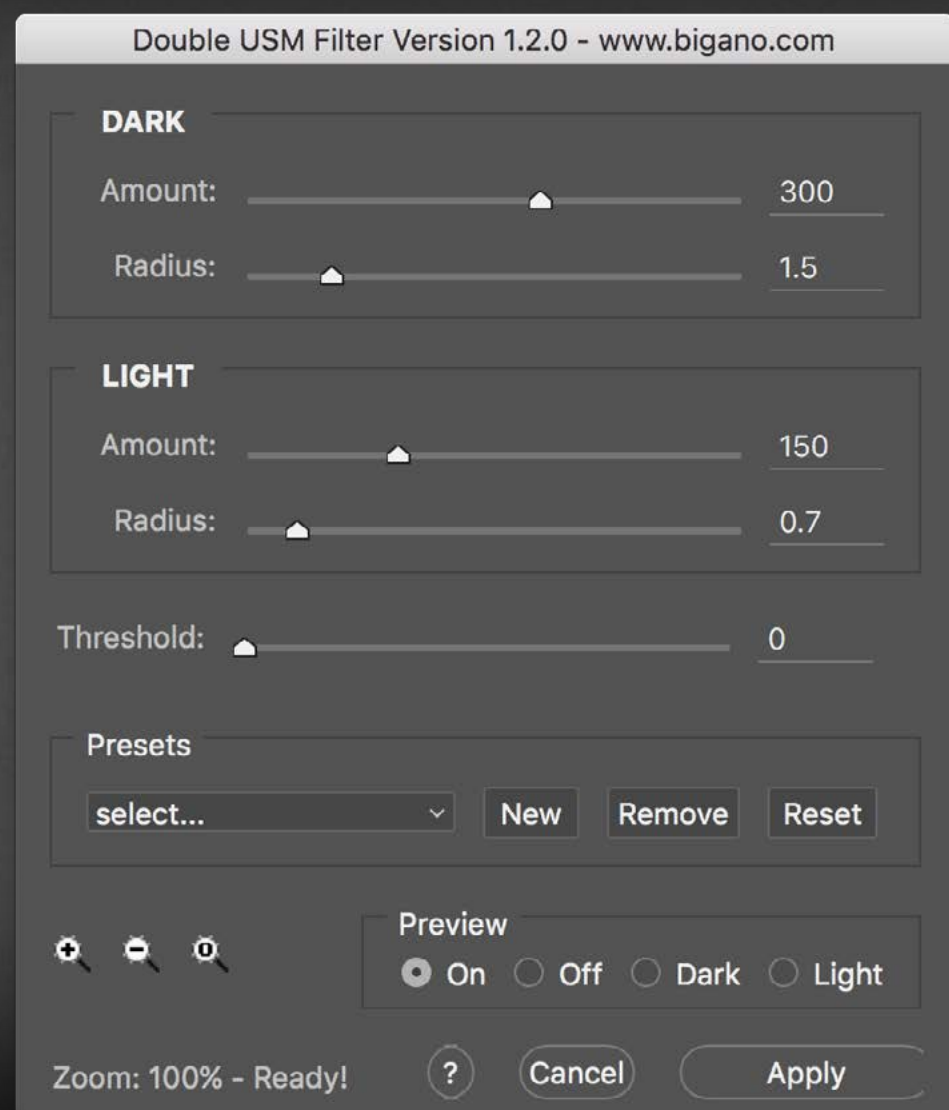 Double USM Filter Version 1.2.0 - www.bigano.com
DARK
Amount: 300
Radius: 1.5
LIGHT
Amount: 150
Radius: 0.7
Threshold: 0
Presets
select... New Remove Reset
Preview
On Off Dark Light
Zoom: 100% - Ready! ? Cancel Apply